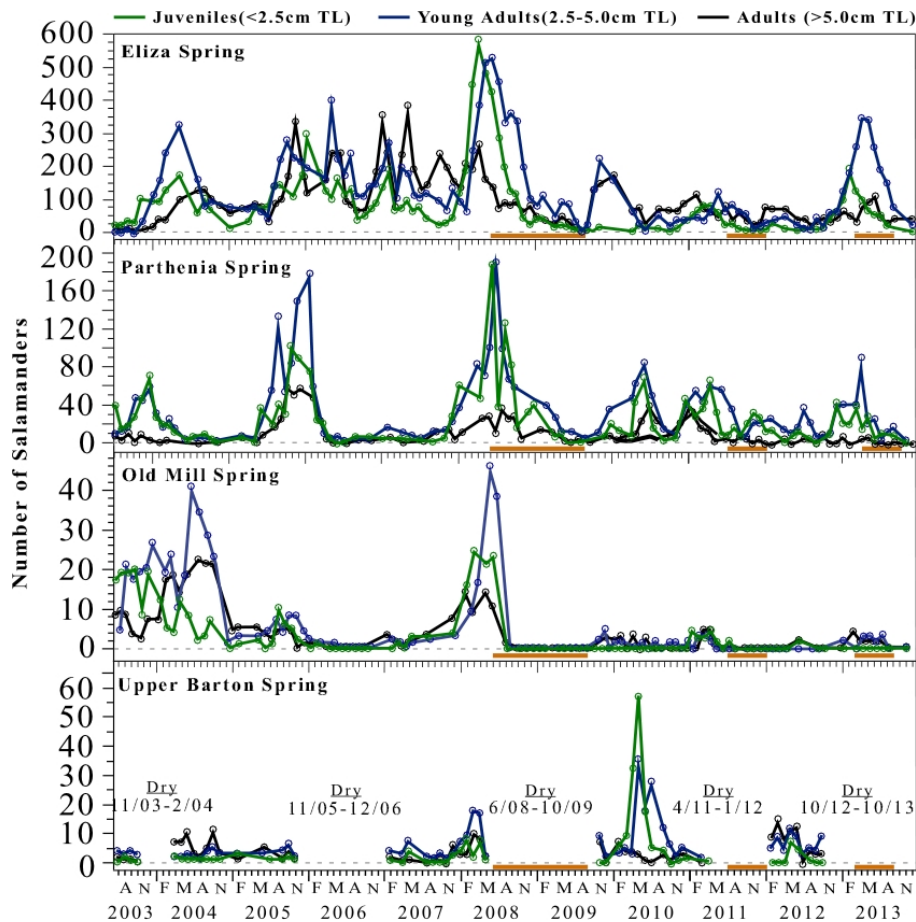 Juveniles(<2.5cm TL) Young Adults(2.5-5.0cm TL) Adults (>5.0cm TL)
Number of Salamanders
Eliza Spring
600
500
400
300
200
100
0
Parthenia Spring
200
160
120
80
40
0
Old Mill Spring
40
30
20
10
0
Upper Barton Spring
60
50
40
30
20
10
0
Dry
11/03-2/04
Dry
11/05-12/06
Dry
6/08-10/09
Dry
4/11-1/12
Dry
10/12-10/13
A N F M A N F M A N F M A N F M A N F M A N F M A N F M A N F M A N F M A N F M A N
2003 2004 2005 2006 2007 2008 2009 2010 2011 2012 2013